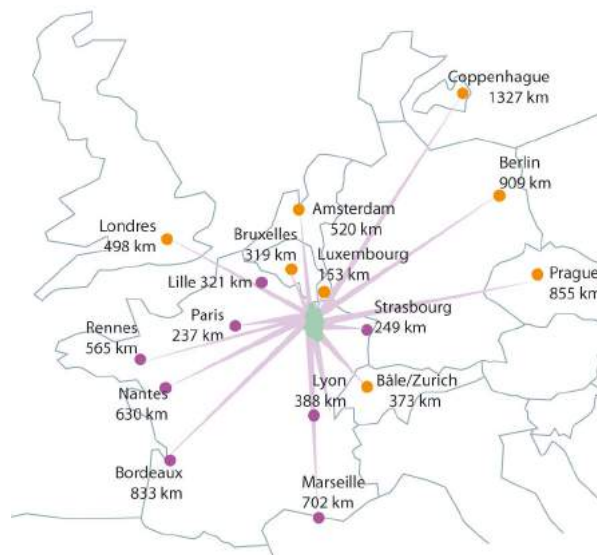 Coppenhague
1327 km
Berlin
909 km
Amsterdam
520 km
Londres
498 km
Bruxelles
319 km
Luxembourg
153 km
Lille 321 km
Prague
855 km
Paris
237 km
Strasbourg
249 km
Rennes
565 km
Lyon
388 km
Bâle/Zurich
373 km
Nantes
630 km
Bordeaux
833 km
Marseille
702 km